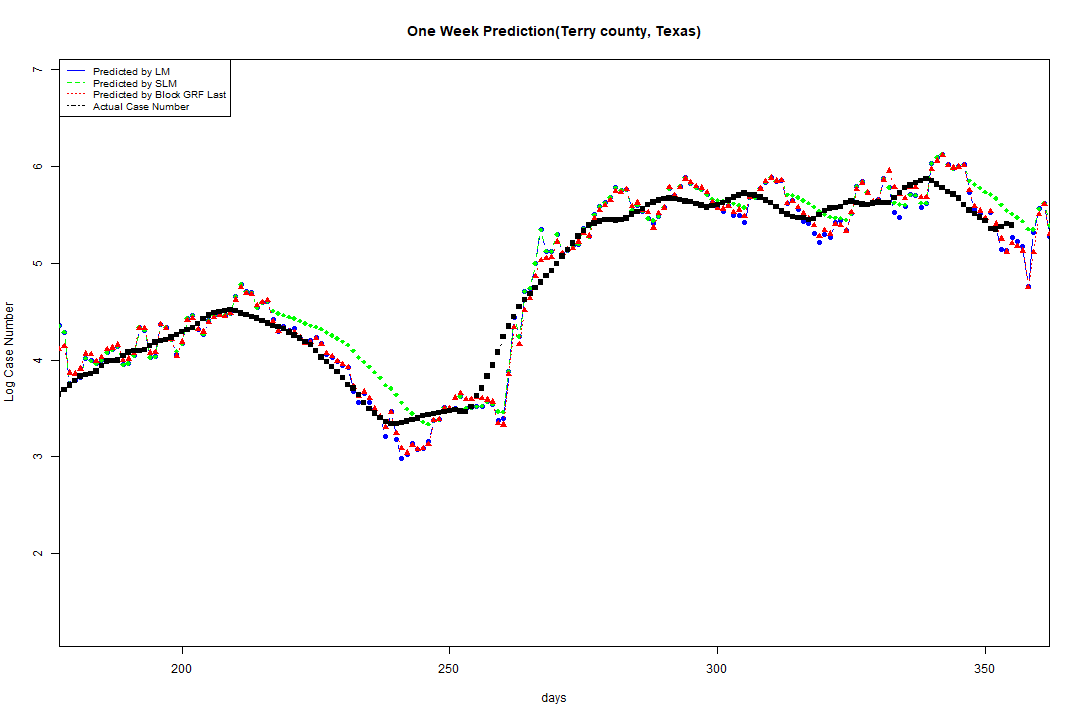 One Week Prediction(Terry county, Texas)
Predicted by LM
Predicted by SLM
Predicted by Block GRF Last
Actual Case Number
7
6
5
4
3
2
Log Case Number
200 250 300 350
days